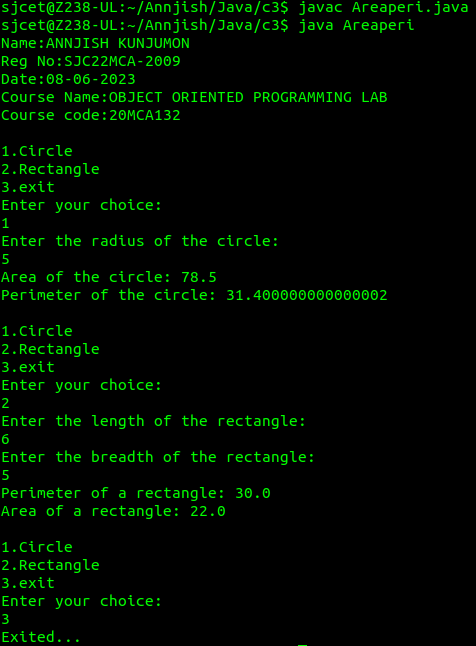 sjcet@Z238-UL:~/Annjish/Java/c3$ javac Areaperi.java
sjcet@Z238-UL:~/Annjish/Java/c3$ java Areaperi
Name:ANNJISH KUNJUMON
Reg No:SJC22MCA-2009
Date:08-06-2023
Course Name:OBJECT ORIENTED PROGRAMMING LAB
Course code:20MCA132
1.Circle
2.Rectangle
3.exit
Enter your choice:
1
Enter the radius of the circle:
5
Area of the circle: 78.5
Perimeter of the circle: 31.400000000000002
1.Circle
2.Rectangle
3.exit
Enter your choice:
2
Enter the length of the rectangle:
6
Enter the breadth of the rectangle:
5
Perimeter of a rectangle: 30.0
Area of a rectangle: 22.0
1.Circle
2.Rectangle
3.exit
Enter your choice:
3
Exited...